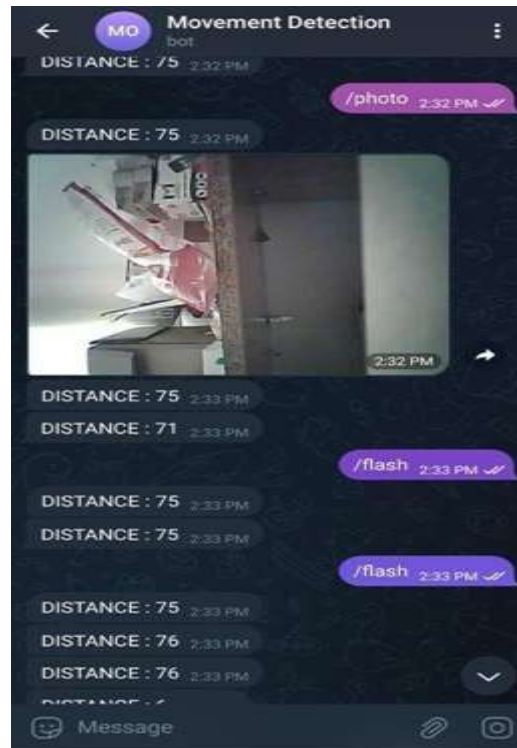 MO
Movement Detection
bot
DISTANCE : 75 2:32 PM
/photo 2:32 PM
DISTANCE : 75 2:32 PM
2:32 PM
DISTANCE : 75 2:33 PM
DISTANCE : 71 2:33 PM
/flash 2:33 PM
DISTANCE : 75 2:33 PM
DISTANCE : 75 2:33 PM
/flash 2:33 PM
DISTANCE : 75 2:33 PM
DISTANCE : 76 2:33 PM
DISTANCE : 76 2:33 PM
Message